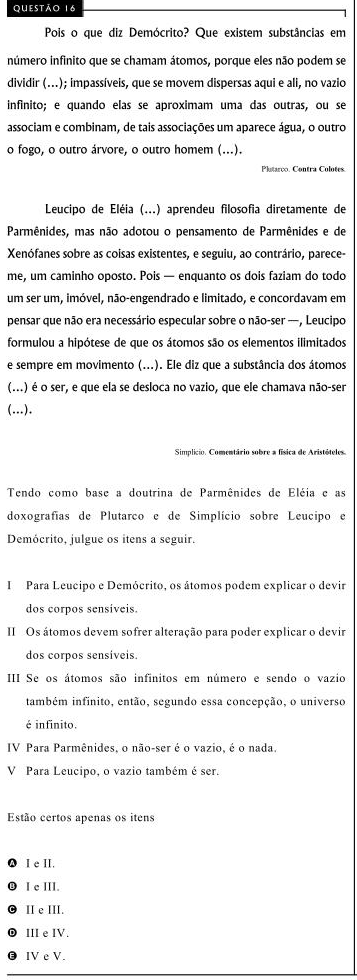 QUESTÃO 16
Pois o que diz Demócrito? Que existem substâncias em
número infinito que se chamam átomos, porque eles não podem se
dividir (...); impassíveis, que se movem dispersas aqui e ali, no vazio
infinito; e quando elas se aproximam uma das outras, ou se
associam e combinam, de tais associações um aparece água, o outro
o fogo, o outro árvore, o outro homem (...).
Plutarco. Contra Colotes.
Leucipo de Eléia (...) aprendeu filosofia diretamente de
Parmênides, mas não adotou o pensamento de Parmênides e de
Xenófanes sobre as coisas existentes, e seguiu, ao contrário, parece-
me, um caminho oposto. Pois — enquanto os dois faziam do todo
um ser um, imóvel, não-engendrado e limitado, e concordavam em
pensar que não era necessário especular sobre o não-ser —, Leucipo
formulou a hipótese de que os átomos são os elementos ilimitados
e sempre em movimento (...). Ele diz que a substância dos átomos
(...) é o ser, e que ela se desloca no vazio, que ele chamava não-ser
(...).
Simplício. Comentário sobre a física de Aristóteles.
Tendo como base a doutrina de Parmênides de Eléia e as
doxografias de Plutarco e de Simplício sobre Leucipo e
Demócrito, julgue os itens a seguir.
I Para Leucipo e Demócrito, os átomos podem explicar o devir
dos corpos sensíveis.
II Os átomos devem sofrer alteração para poder explicar o devir
dos corpos sensíveis.
III Se os átomos são infinitos em número e sendo o vazio
também infinito, então, segundo essa concepção, o universo
é infinito.
IV Para Parmênides, o não-ser é o vazio, é o nada.
V Para Leucipo, o vazio também é ser.
Estão certos apenas os itens
A I e II.
B I e III.
C II e III.
D III e IV.
E IV e V.